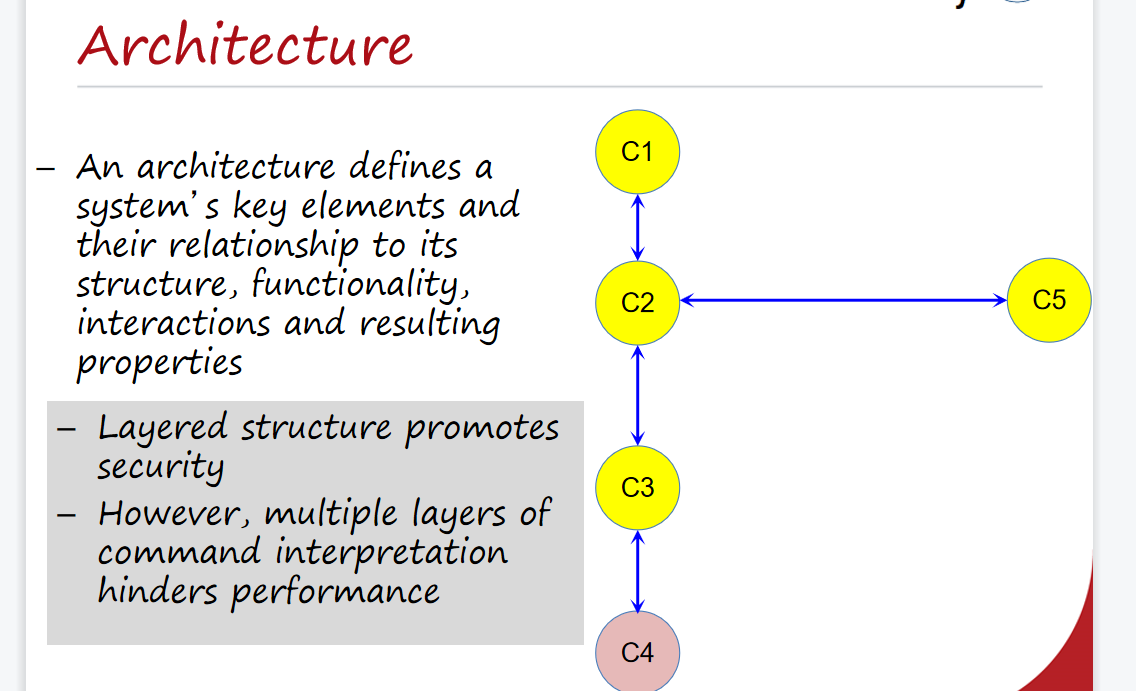 Architecture
– An architecture defines a
system's key elements and
their relationship to its
structure, functionality,
interactions and resulting
properties
– Layered structure promotes
security
– However, multiple layers of
command interpretation
hinders performance
C1
C2
C5
C3
C4